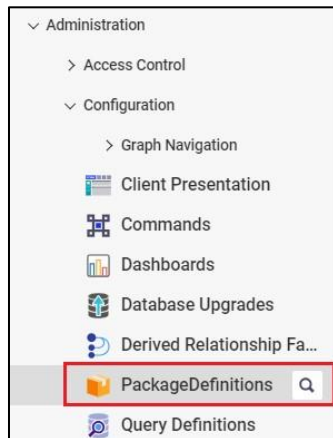 Administration
Access Control
Configuration
Graph Navigation
Client Presentation
Commands
Dashboards
Database Upgrades
Derived Relationship Fa...
PackageDefinitions
Query Definitions